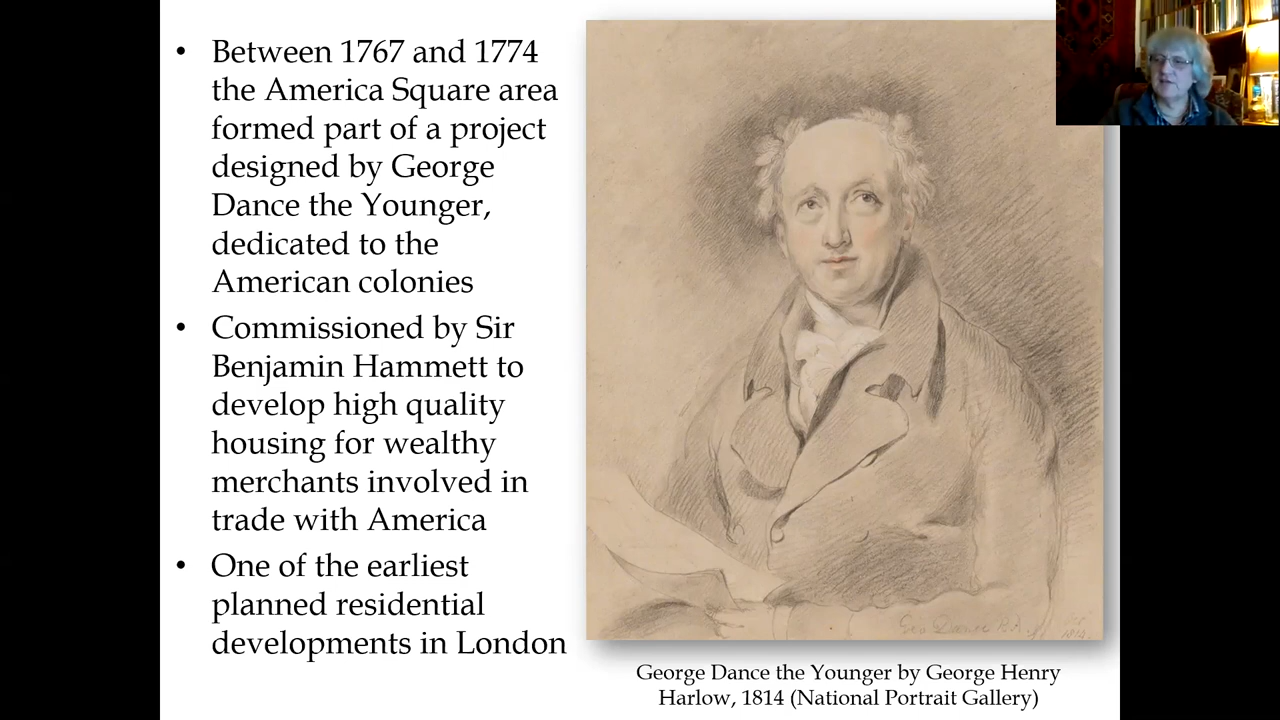 • Between 1767 and 1774
the America Square area
formed part of a project
designed by George
Dance the Younger,
dedicated to the
American colonies
• Commissioned by Sir
Benjamin Hammett to
develop high quality
housing for wealthy
merchants involved in
trade with America
• One of the earliest
planned residential
developments in London
Geo Dance R.A.
1814
George Dance the Younger by George Henry
Harlow, 1814 (National Portrait Gallery)